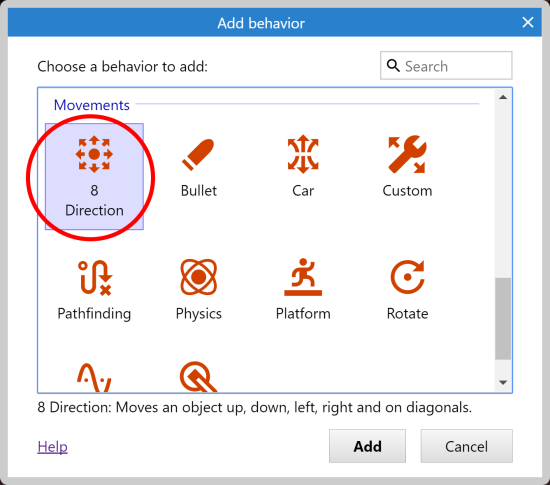 Add behavior
Choose a behavior to add:
Search
Movements
8
Direction
Bullet
Car
Custom
Pathfinding
Physics
Platform
Rotate
8 Direction: Moves an object up, down, left, right and on diagonals.
Help
Add
Cancel